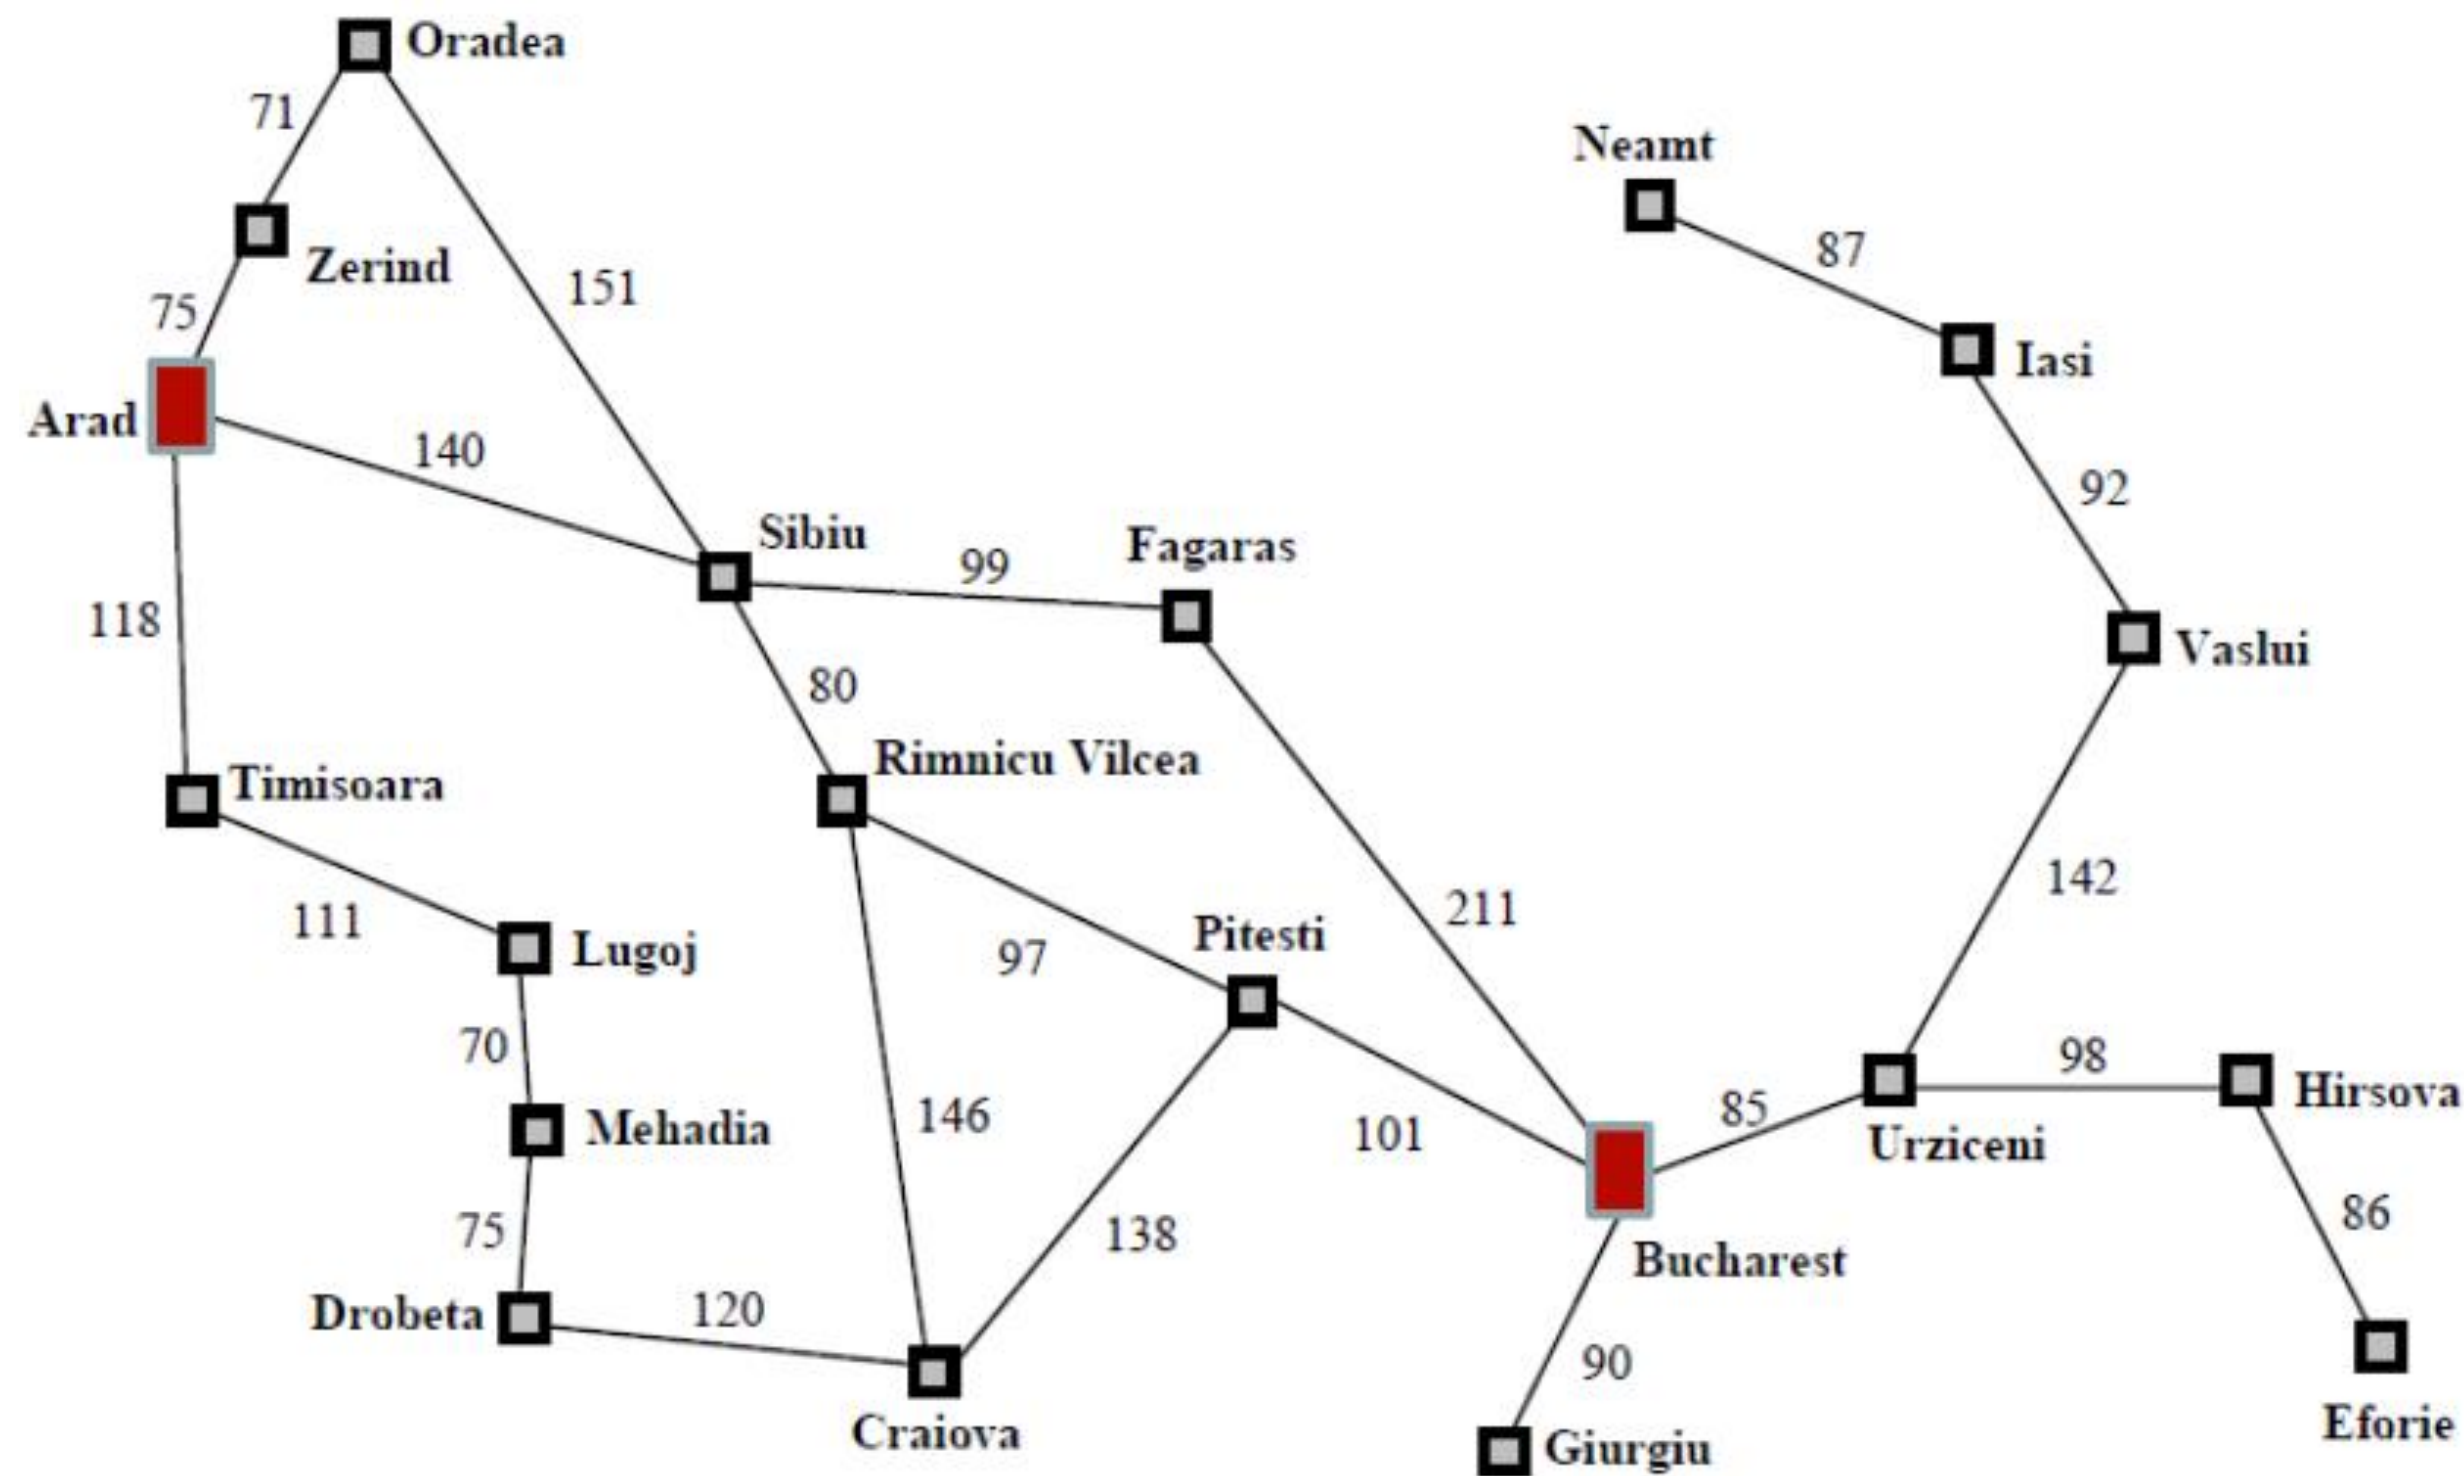 Oradea
71
Neamt
87
Zerind
151
75
Iasi
Arad
140
92
Sibiu
99
Fagaras
118
Vaslui
80
Timisoara
Rimnicu Vilcea
142
211
111
Lugoj
97
Pitesti
70
98
Hirsova
Mehadia
146
101
85
Urziceni
75
138
86
Bucharest
Drobeta
120
90
Craiova
Giurgiu
Eforie